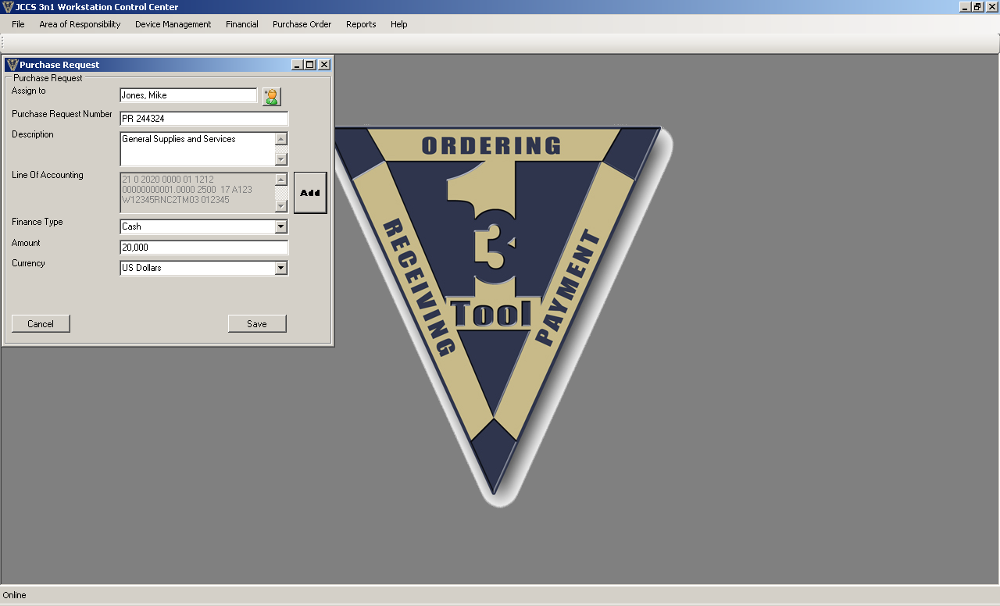 JCCS 3n1 Workstation Control Center
File Area of Responsibility Device Management Financial Purchase Order Reports Help
Purchase Request
Purchase Request
Assign to
Jones, Mike
Purchase Request Number
PR 244324
Description
General Supplies and Services
Line Of Accounting
21 0 2020 0000 01 1212
00000000001.0000 2500 17 A123
W12345RNC2TM03 012345
Add
Finance Type
Cash
Amount
20,000
Currency
US Dollars
Cancel
Save
ORDERING
RECEIVING
PAYMENT
1
3
Tool
Online